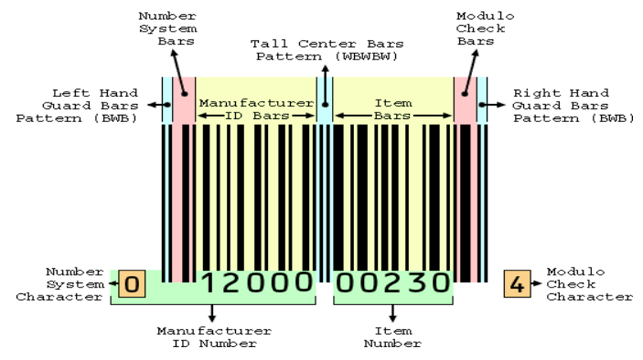 Number
System
Bars
Modulo
Check
Bars
Tall Center Bars
Pattern (WBWBW)
Left Hand
Guard Bars
Pattern (BWB)
Manufacturer
ID Bars
Item
Bars
Right Hand
Guard Bars
Pattern (BWB)
Number
System
Character
0
12000
00230
4
Modulo
Check
Character
Manufacturer
ID Number
Item
Number